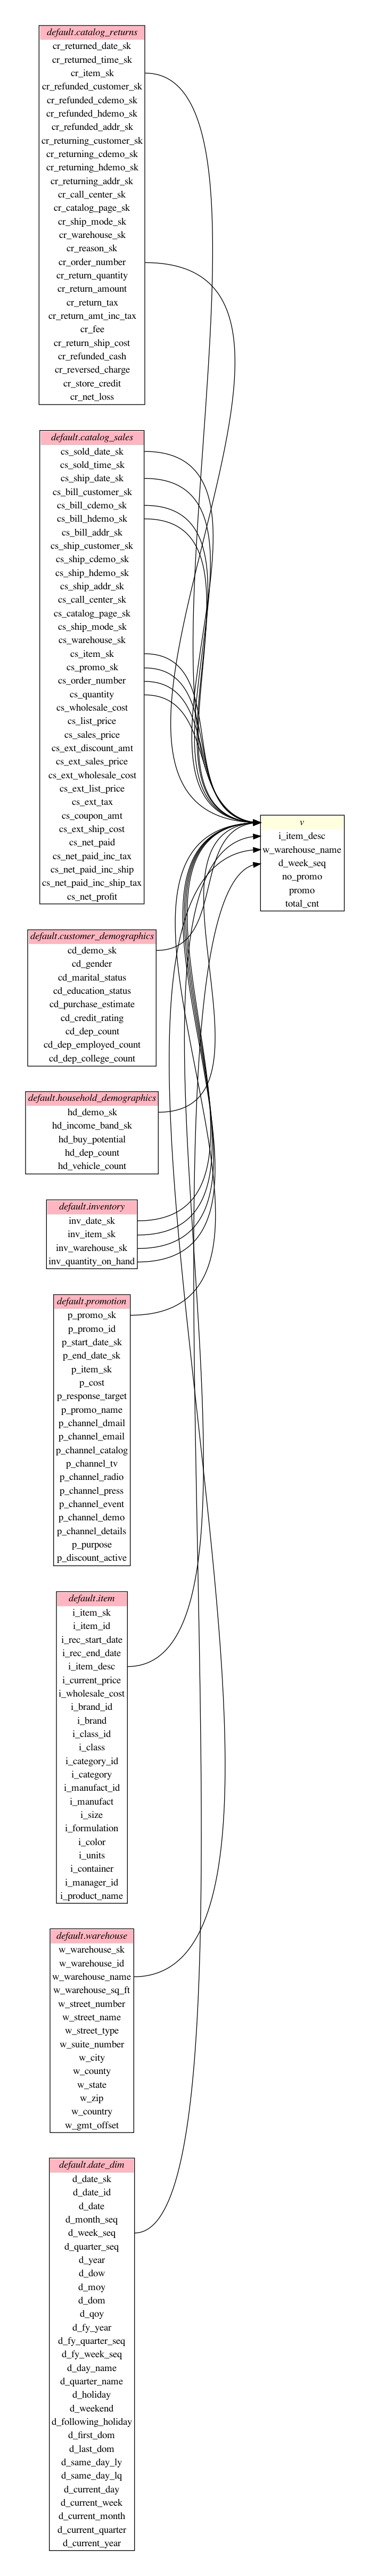 default.catalog_returns
cr_returned_date_sk
cr_returned_time_sk
cr_item_sk
cr_refunded_customer_sk
cr_refunded_cdemo_sk
cr_refunded_hdemo_sk
cr_refunded_addr_sk
cr_returning_customer_sk
cr_returning_cdemo_sk
cr_returning_hdemo_sk
cr_returning_addr_sk
cr_call_center_sk
cr_catalog_page_sk
cr_ship_mode_sk
cr_warehouse_sk
cr_reason_sk
cr_order_number
cr_return_quantity
cr_return_amount
cr_return_tax
cr_return_amt_inc_tax
cr_fee
cr_return_ship_cost
cr_refunded_cash
cr_reversed_charge
cr_store_credit
cr_net_loss
default.catalog_sales
cs_sold_date_sk
cs_sold_time_sk
cs_ship_date_sk
cs_bill_customer_sk
cs_bill_cdemo_sk
cs_bill_hdemo_sk
cs_bill_addr_sk
cs_ship_customer_sk
cs_ship_cdemo_sk
cs_ship_hdemo_sk
cs_ship_addr_sk
cs_call_center_sk
cs_catalog_page_sk
cs_ship_mode_sk
cs_warehouse_sk
cs_item_sk
cs_promo_sk
cs_order_number
cs_quantity
cs_wholesale_cost
cs_list_price
cs_sales_price
cs_ext_discount_amt
cs_ext_sales_price
cs_ext_wholesale_cost
cs_ext_list_price
cs_ext_tax
cs_coupon_amt
cs_ext_ship_cost
cs_net_paid
cs_net_paid_inc_tax
cs_net_paid_inc_ship
cs_net_paid_inc_ship_tax
cs_net_profit
v
i_item_desc
w_warehouse_name
d_week_seq
no_promo
promo
total_cnt
default.customer_demographics
cd_demo_sk
cd_gender
cd_marital_status
cd_education_status
cd_purchase_estimate
cd_credit_rating
cd_dep_count
cd_dep_employed_count
cd_dep_college_count
default.household_demographics
hd_demo_sk
hd_income_band_sk
hd_buy_potential
hd_dep_count
hd_vehicle_count
default.inventory
inv_date_sk
inv_item_sk
inv_warehouse_sk
inv_quantity_on_hand
default.promotion
p_promo_sk
p_promo_id
p_start_date_sk
p_end_date_sk
p_item_sk
p_cost
p_response_target
p_promo_name
p_channel_dmail
p_channel_email
p_channel_catalog
p_channel_tv
p_channel_radio
p_channel_press
p_channel_event
p_channel_demo
p_channel_details
p_purpose
p_discount_active
default.item
i_item_sk
i_item_id
i_rec_start_date
i_rec_end_date
i_item_desc
i_current_price
i_wholesale_cost
i_brand_id
i_brand
i_class_id
i_class
i_category_id
i_category
i_manufact_id
i_manufact
i_size
i_formulation
i_color
i_units
i_container
i_manager_id
i_product_name
default.warehouse
w_warehouse_sk
w_warehouse_id
w_warehouse_name
w_warehouse_sq_ft
w_street_number
w_street_name
w_street_type
w_suite_number
w_city
w_county
w_state
w_zip
w_country
w_gmt_offset
default.date_dim
d_date_sk
d_date_id
d_date
d_month_seq
d_week_seq
d_quarter_seq
d_year
d_dow
d_moy
d_dom
d_qoy
d_fy_year
d_fy_quarter_seq
d_fy_week_seq
d_day_name
d_quarter_name
d_holiday
d_weekend
d_following_holiday
d_first_dom
d_last_dom
d_same_day_ly
d_same_day_lq
d_current_day
d_current_week
d_current_month
d_current_quarter
d_current_year